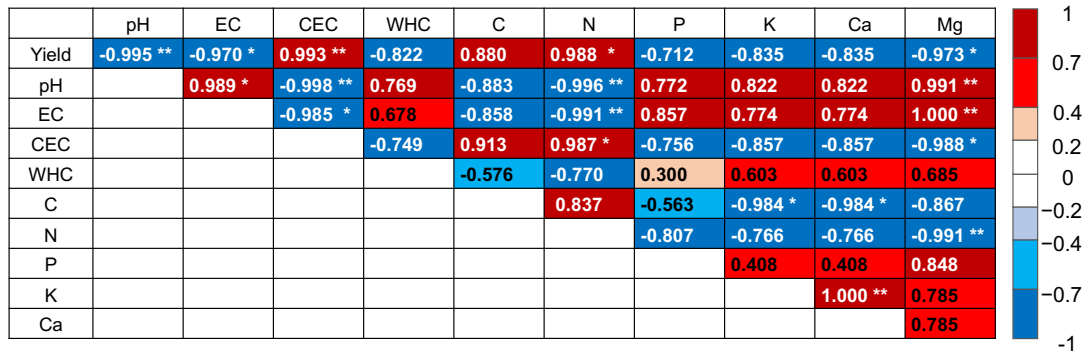 pH EC CEC WHC C N P K Ca Mg
Yield -0.995 ** -0.970 * 0.993 ** -0.822 0.880 0.988 * -0.712 -0.835 -0.835 -0.973 *
pH 0.989 * -0.998 ** 0.769 -0.883 -0.996 ** 0.772 0.822 0.822 0.991 **
EC -0.985 * 0.678 -0.858 -0.991 ** 0.857 0.774 0.774 1.000 **
CEC -0.749 0.913 0.987 * -0.756 -0.857 -0.857 -0.988 *
WHC -0.576 -0.770 0.300 0.603 0.603 0.685
C 0.837 -0.563 -0.984 * -0.984 * -0.867
N -0.807 -0.766 -0.766 -0.991 **
P 0.408 0.408 0.848
K 1.000 ** 0.785
Ca 0.785
1
0.7
0.4
0.2
0
−0.2
−0.4
−0.7
-1